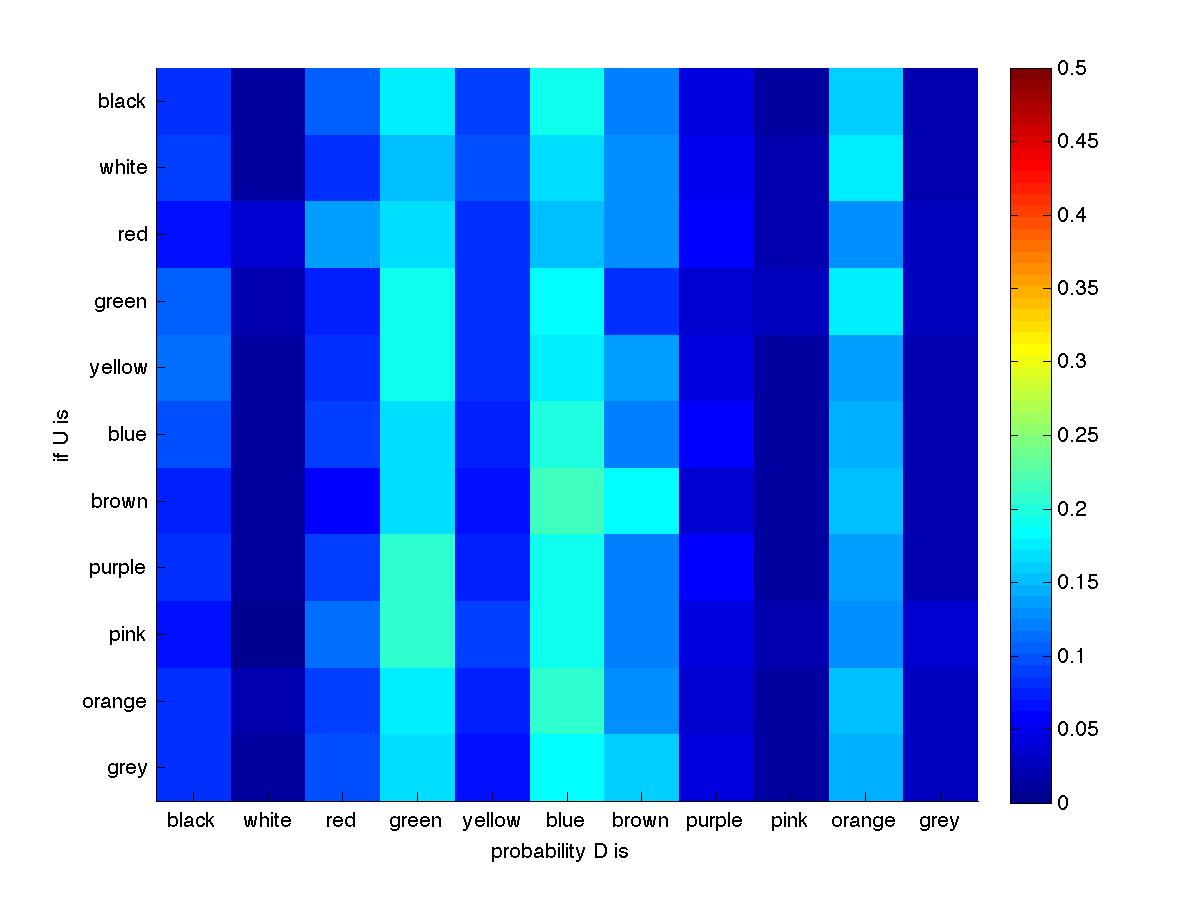 if U is
black
white
red
green
yellow
blue
brown
purple
pink
orange
grey
black white red green yellow blue brown purple pink orange grey
probability D is
0.5
0.45
0.4
0.35
0.3
0.25
0.2
0.15
0.1
0.05
0